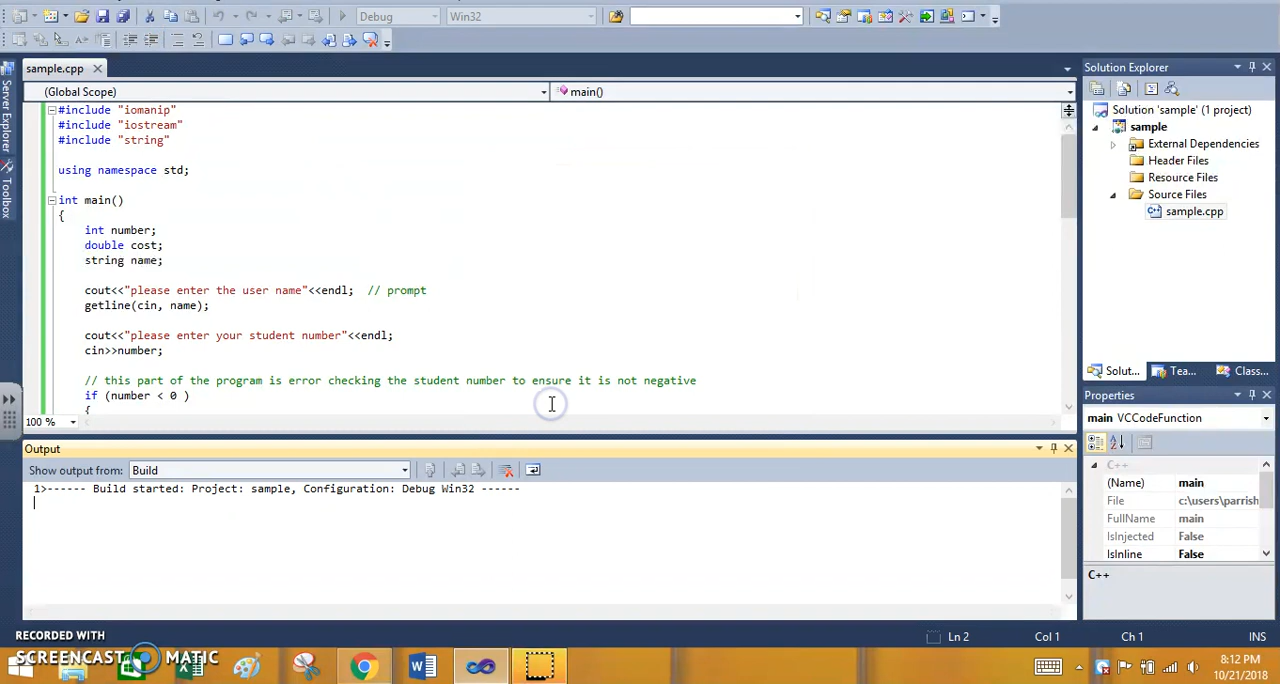 Debug
Win32
sample.cpp
Solution Explorer
(Global Scope)
main()
Server Explorer
Toolbox
#include "iomanip"
#include "iostream"
#include "string"
using namespace std;
int main()
{
int number;
double cost;
string name;
cout<<"please enter the user name"<<endl; // prompt
getline(cin, name);
cout<<"please enter your student number"<<endl;
cin>>number;
// this part of the program is error checking the student number to ensure it is not negative
if (number < 0 )
{
100 %
Solution 'sample' (1 project)
sample
External Dependencies
Header Files
Resource Files
Source Files
sample.cpp
Solut...
Tea...
Class...
Properties
main VCCodeFunction
C++
(Name) main
File c:\users\parrish
FullName main
IsInjected False
IsInline False
C++
Output
Show output from: Build
1>------ Build started: Project: sample, Configuration: Debug Win32 ------
Ln 2
Col 1
Ch 1
INS
RECORDED WITH
SCREENCAST MATIC
8:12 PM
10/21/2018